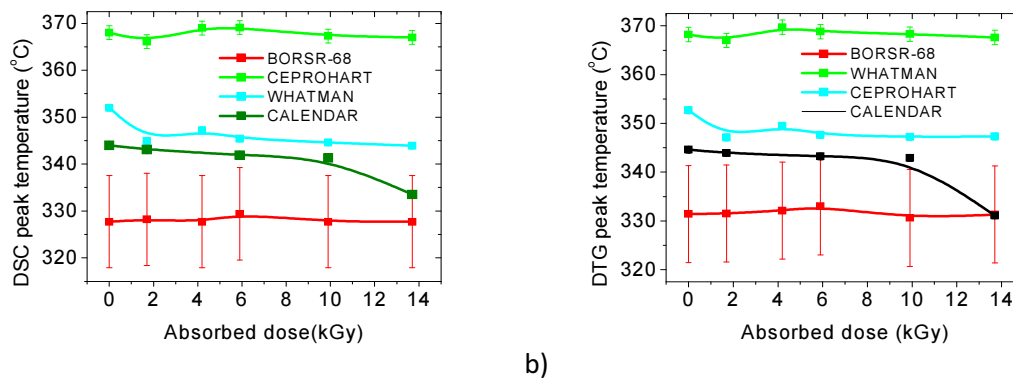 DSC peak temperature (°C)
370
360
350
340
330
320
BORSR-68
CEPROHART
WHATMAN
CALENDAR
0 2 4 6 8 10 12 14
Absorbed dose(kGy)
b)
DTG peak temperature (°C)
370
360
350
340
330
320
BORSR-68
WHATMAN
CEPROHART
CALENDAR
0 2 4 6 8 10 12 14
Absorbed dose (kGy)